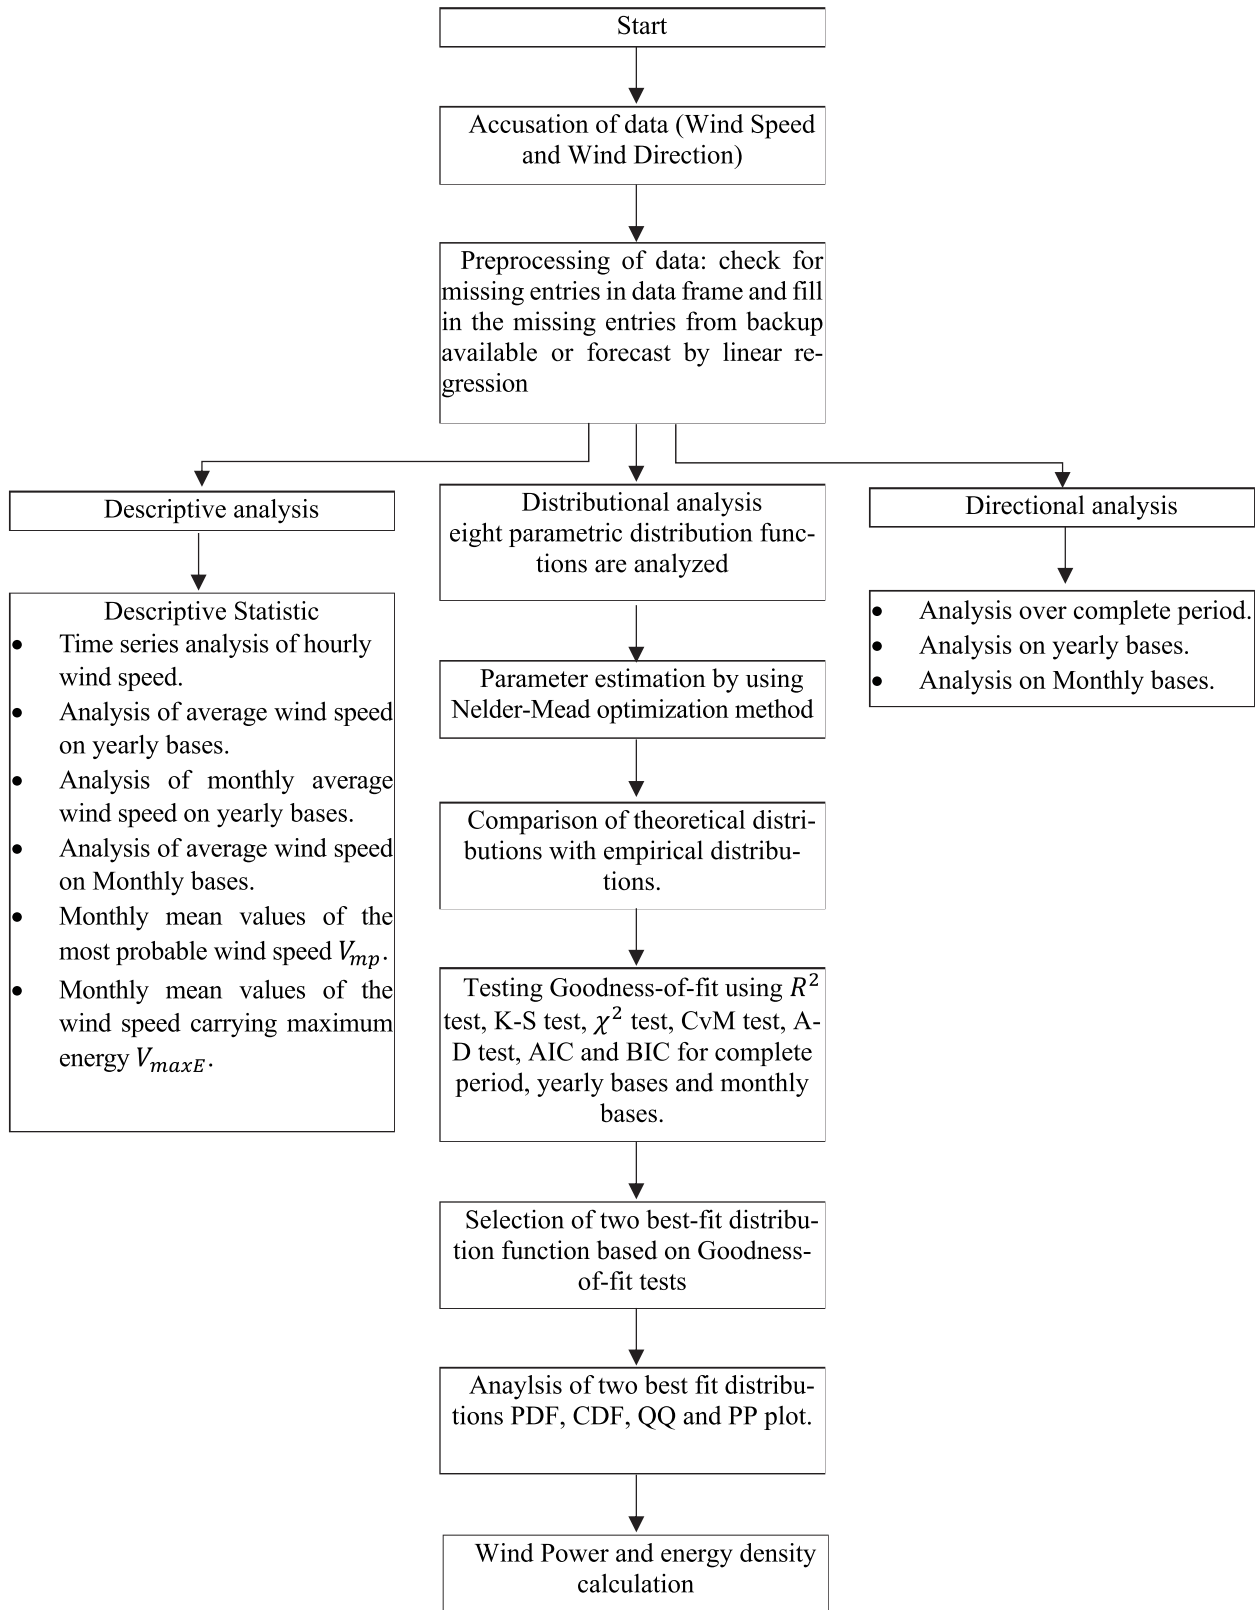 Start
Accusation of data (Wind Speed
and Wind Direction)
Preprocessing of data: check for
missing entries in data frame and fill
in the missing entries from backup
available or forecast by linear re-
gression
Descriptive analysis
Descriptive Statistic
• Time series analysis of hourly
wind speed.
• Analysis of average wind speed
on yearly bases.
• Analysis of monthly average
wind speed on yearly bases.
• Analysis of average wind speed
on Monthly bases.
• Monthly mean values of the
most probable wind speed V_{mp}.
• Monthly mean values of the
wind speed carrying maximum
energy V_{maxE}.
Distributional analysis
eight parametric distribution func-
tions are analyzed
Parameter estimation by using
Nelder-Mead optimization method
Comparison of theoretical distri-
butions with empirical distribu-
tions.
Testing Goodness-of-fit using R²
test, K-S test, χ² test, CvM test, A-
D test, AIC and BIC for complete
period, yearly bases and monthly
bases.
Selection of two best-fit distribu-
tion function based on Goodness-
of-fit tests
Anaylsis of two best fit distribu-
tions PDF, CDF, QQ and PP plot.
Wind Power and energy density
calculation
Directional analysis
• Analysis over complete period.
• Analysis on yearly bases.
• Analysis on Monthly bases.